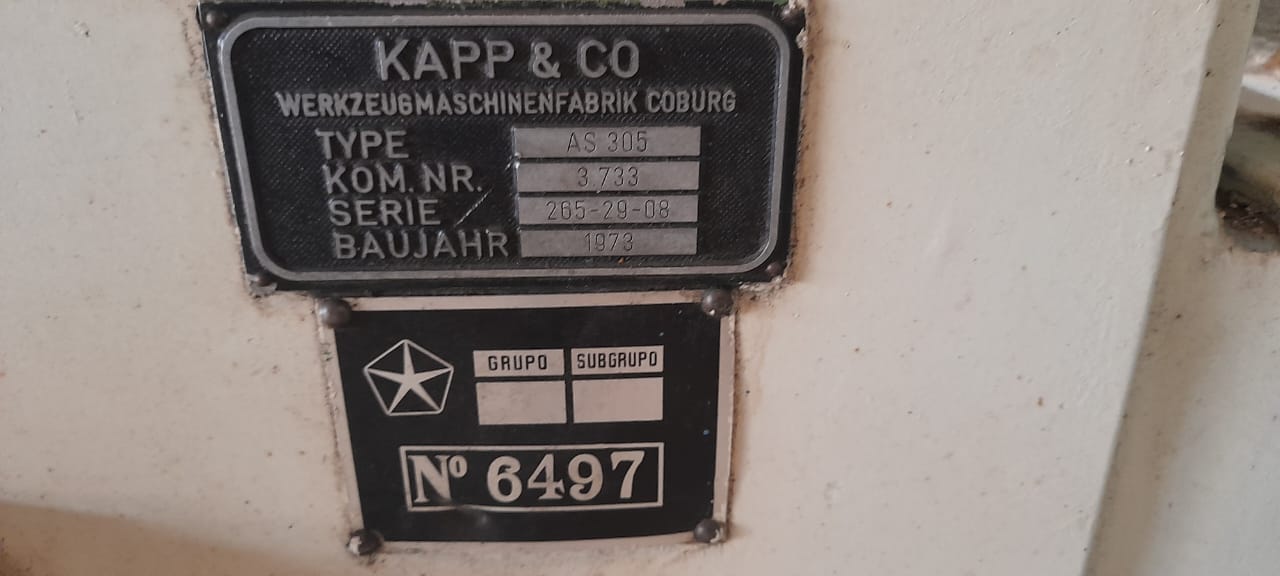 KAPP & CO
WERKZEUGMASCHINENFABRIK COBURG
TYPE AS 305
KOM. NR. 3.733
SERIE 265-29-08
BAUJAHR 1973
GRUPO SUBGRUPO
Nº 6497